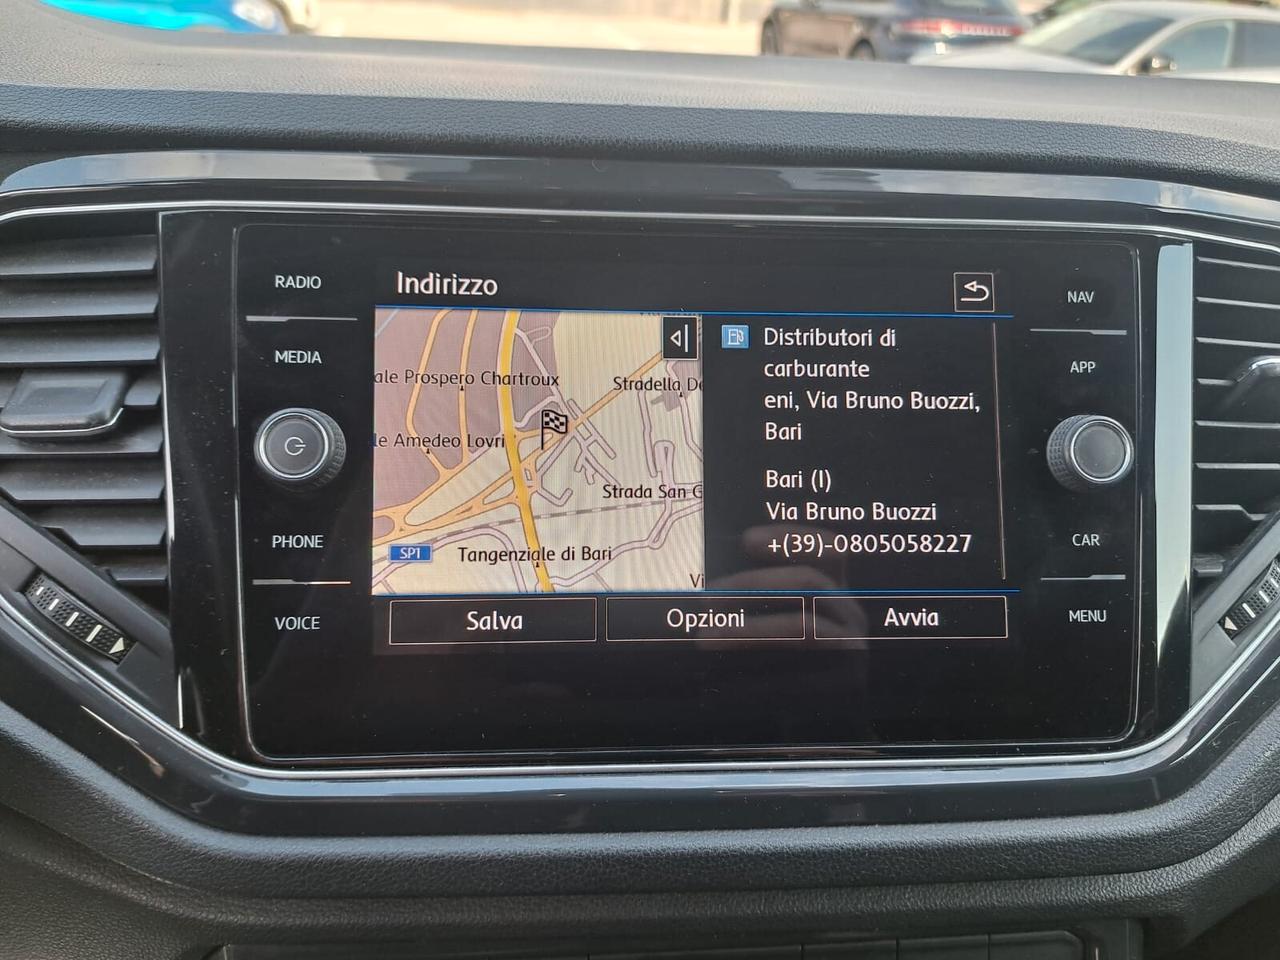 RADIO
MEDIA
PHONE
VOICE
Indirizzo
ale Prospero Chartroux
Stradella De
le Amedeo Lovri
Strada San G
SP1
Tangenziale di Bari
Vi
Distributori di
carburante
eni, Via Bruno Buozzi,
Bari
Bari (I)
Via Bruno Buozzi
+(39)-0805058227
Salva
Opzioni
Avvia
NAV
APP
CAR
MENU